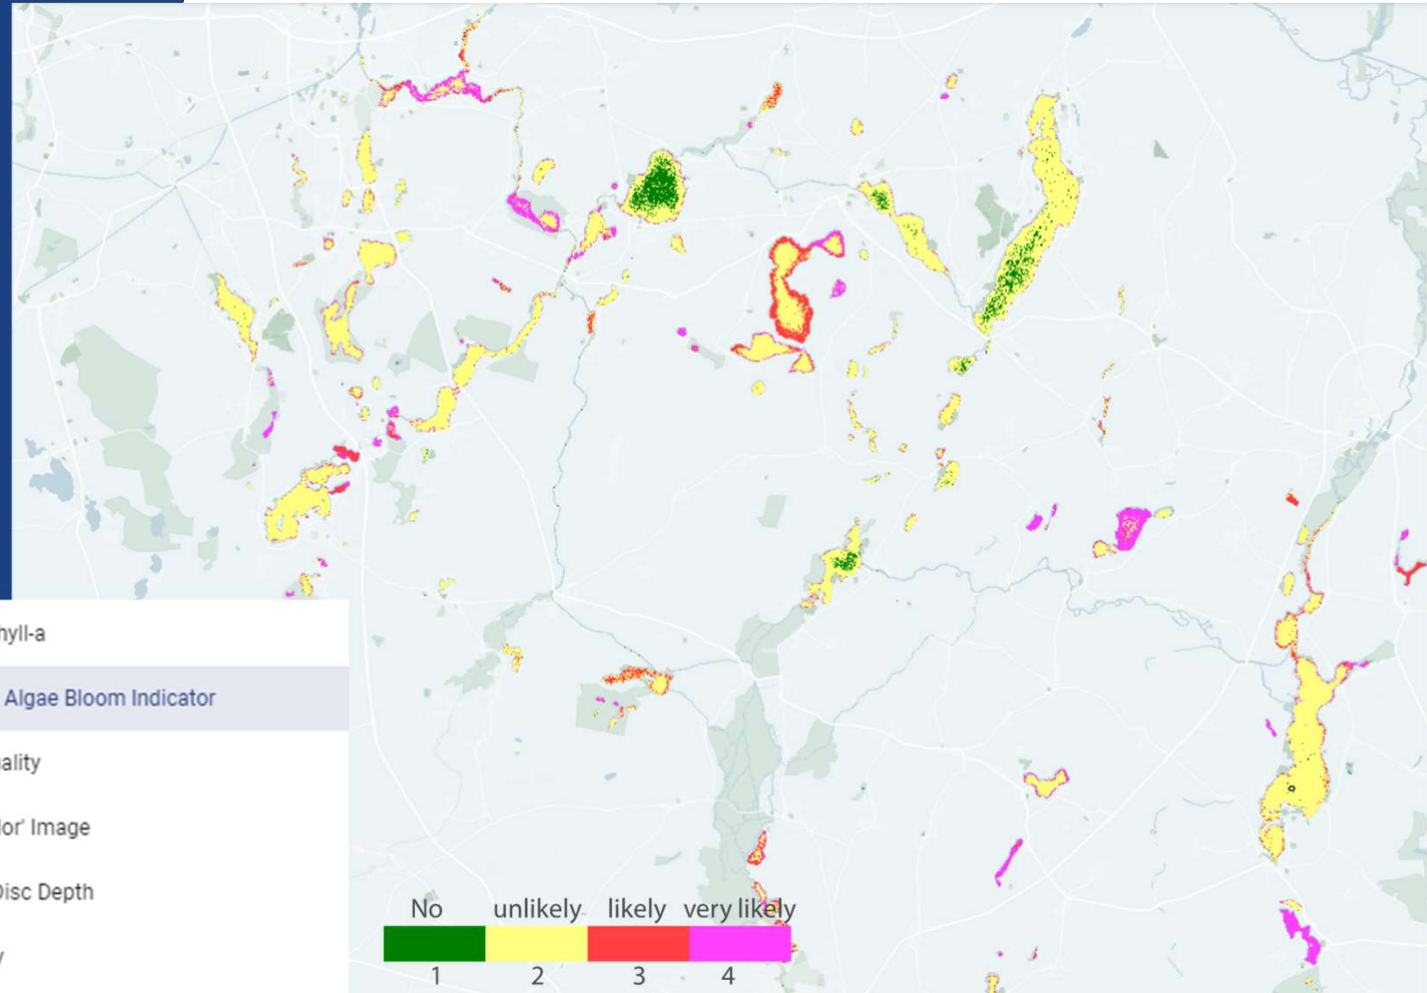 hyll-a
Algae Bloom Indicator
ality
lor' Image
Disc Depth
No unlikely likely very likely
1 2 3 4